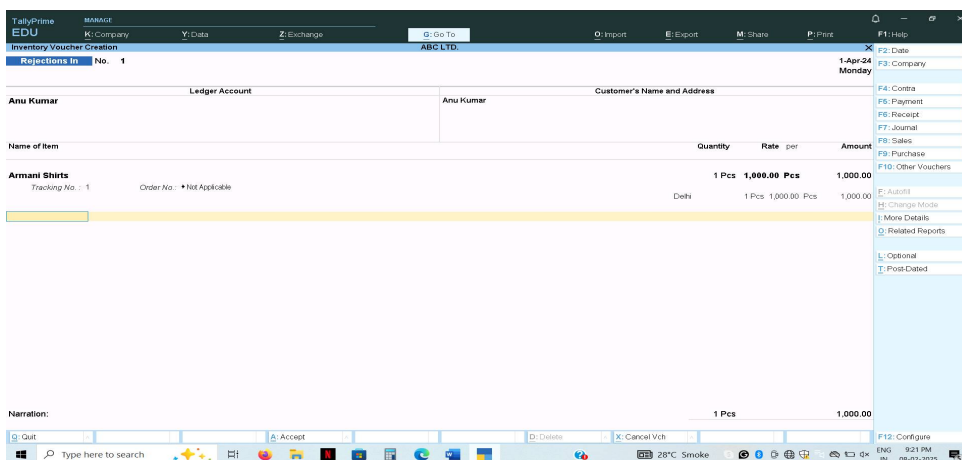 TallyPrime MANAGE
EDU K: Company Y: Data Z: Exchange G: Go To O: Import E: Export M: Share P: Print F1: Help
Inventory Voucher Creation ABC LTD. X
F2: Date
Rejections In No. 1 1-Apr-24
F3: Company
Monday
Ledger Account Customer's Name and Address
F4: Contra
Anu Kumar Anu Kumar
F5: Payment
F6: Receipt
F7: Journal
F8: Sales
Name of Item Quantity Rate per Amount
F9: Purchase
F10: Other Vouchers
Armani Shirts 1 Pcs 1,000.00 Pcs 1,000.00
Tracking No. : 1 Order No.: ♦ Not Applicable
F: Autofill
Delhi 1 Pcs 1,000.00 Pcs 1,000.00
H: Change Mode
I: More Details
O: Related Reports
L: Optional
T: Post-Dated
Narration: 1 Pcs 1,000.00
Q: Quit A: Accept D: Delete X: Cancel Vch F12: Configure
Type here to search N W 28°C Smoke ENG 9:21 PM
IN